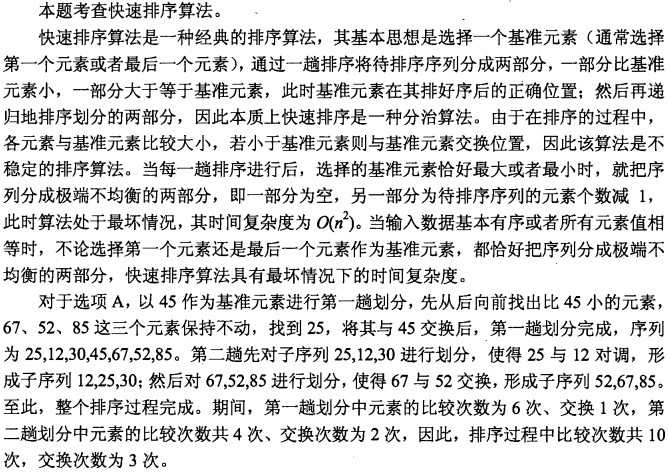 本题考查快速排序算法。
快速排序算法是一种经典的排序算法，其基本思想是选择一个基准元素（通常选择
第一个元素或者最后一个元素），通过一趟排序将待排序序列分成两部分，一部分比基准
元素小，一部分大于等于基准元素，此时基准元素在其排好序后的正确位置；然后再递
归地排序划分的两部分，因此本质上快速排序是一种分治算法。由于在排序的过程中，
各元素与基准元素比较大小，若小于基准元素则与基准元素交换位置，因此该算法是不
稳定的排序算法。当每一趟排序进行后，选择的基准元素恰好最大或者最小时，就把序
列分成极端不均衡的两部分，即一部分为空，另一部分为待排序序列的元素个数减 1，
此时算法处于最坏情况，其时间复杂度为 O(n²)。当输入数据基本有序或者所有元素值相
等时，不论选择第一个元素还是最后一个元素作为基准元素，都恰好把序列分成极端不
均衡的两部分，快速排序算法具有最坏情况下的时间复杂度。
对于选项 A，以 45 作为基准元素进行第一趟划分，先从后向前找出比 45 小的元素，
67、52、85 这三个元素保持不动，找到 25，将其与 45 交换后，第一趟划分完成，序列
为 25,12,30,45,67,52,85。第二趟先对子序列 25,12,30 进行划分，使得 25 与 12 对调，形
成子序列 12,25,30；然后对 67,52,85 进行划分，使得 67 与 52 交换，形成子序列 52,67,85。
至此，整个排序过程完成。期间，第一趟划分中元素的比较次数为 6 次、交换 1 次，第
二趟划分中元素的比较次数共 4 次、交换次数为 2 次，因此，排序过程中比较次数共 10
次，交换次数为 3 次。